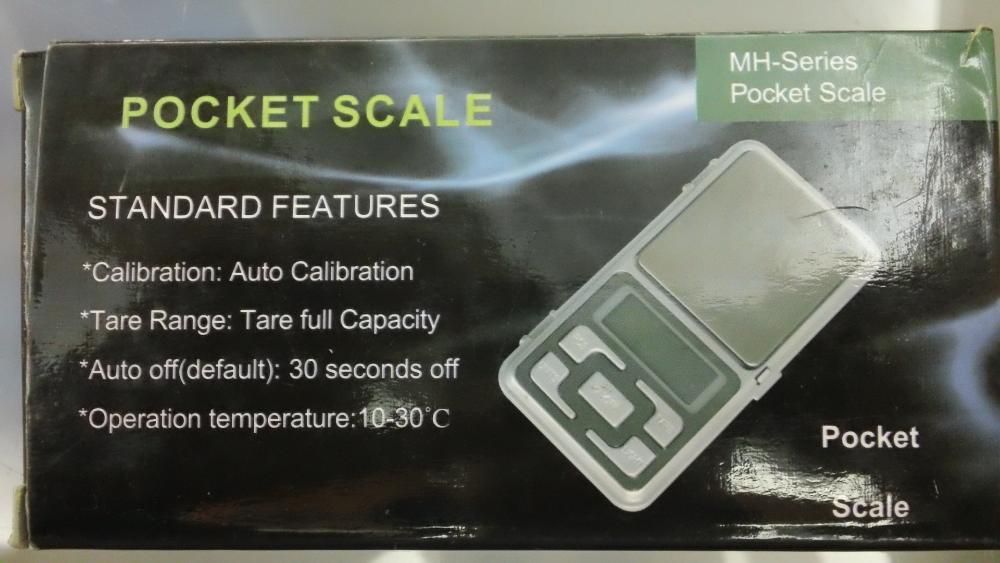 POCKET SCALE
MH-Series
Pocket Scale
STANDARD FEATURES
*Calibration: Auto Calibration
*Tare Range: Tare full Capacity
*Auto off(default): 30 seconds off
*Operation temperature:10-30°C
Pocket
Scale